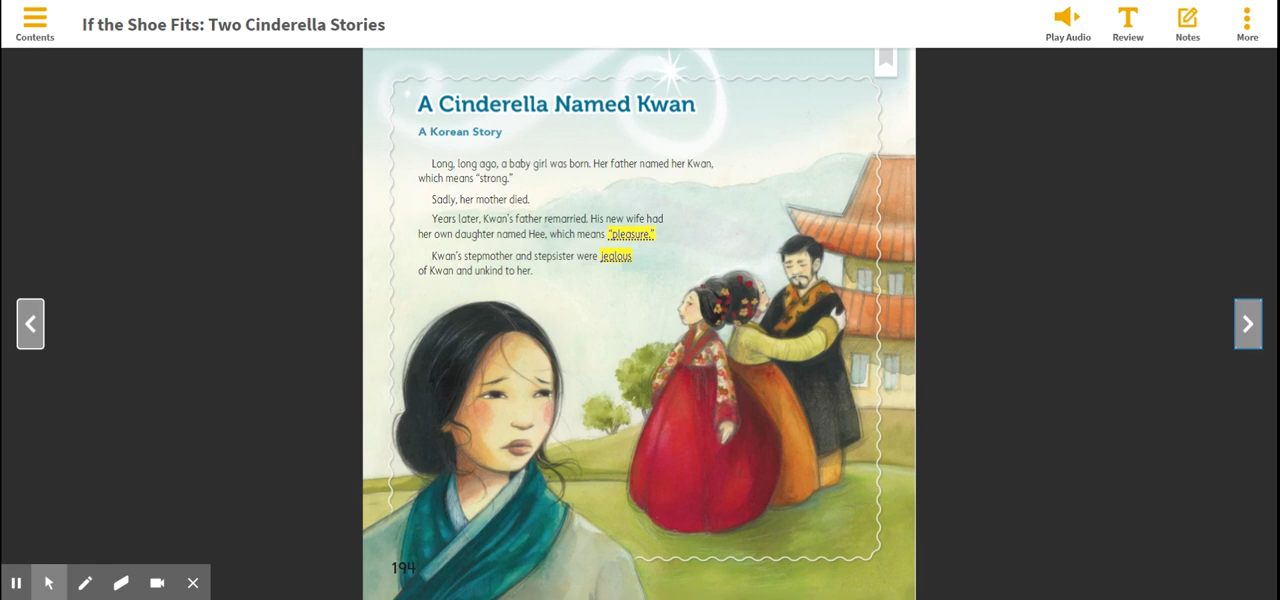 Contents
If the Shoe Fits: Two Cinderella Stories
Play Audio
Review
Notes
More
A Cinderella Named Kwan
A Korean Story
Long, long ago, a baby girl was born. Her father named her Kwan,
which means “strong.”
Sadly, her mother died.
Years later, Kwan’s father remarried. His new wife had
her own daughter named Hee, which means “pleasure.”
Kwan’s stepmother and stepsister were jealous
of Kwan and unkind to her.
194